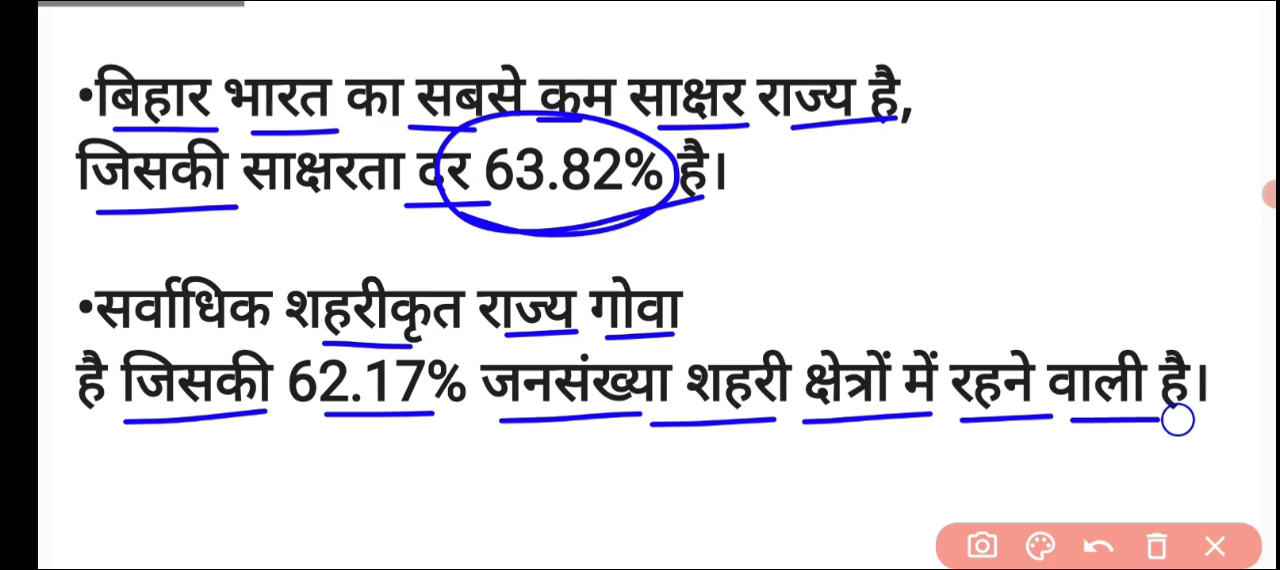 •बिहार भारत का सबसे कम साक्षर राज्य है,
जिसकी साक्षरता दर 63.82% है।
•सर्वाधिक शहरीकृत राज्य गोवा
है जिसकी 62.17% जनसंख्या शहरी क्षेत्रों में रहने वाली है।